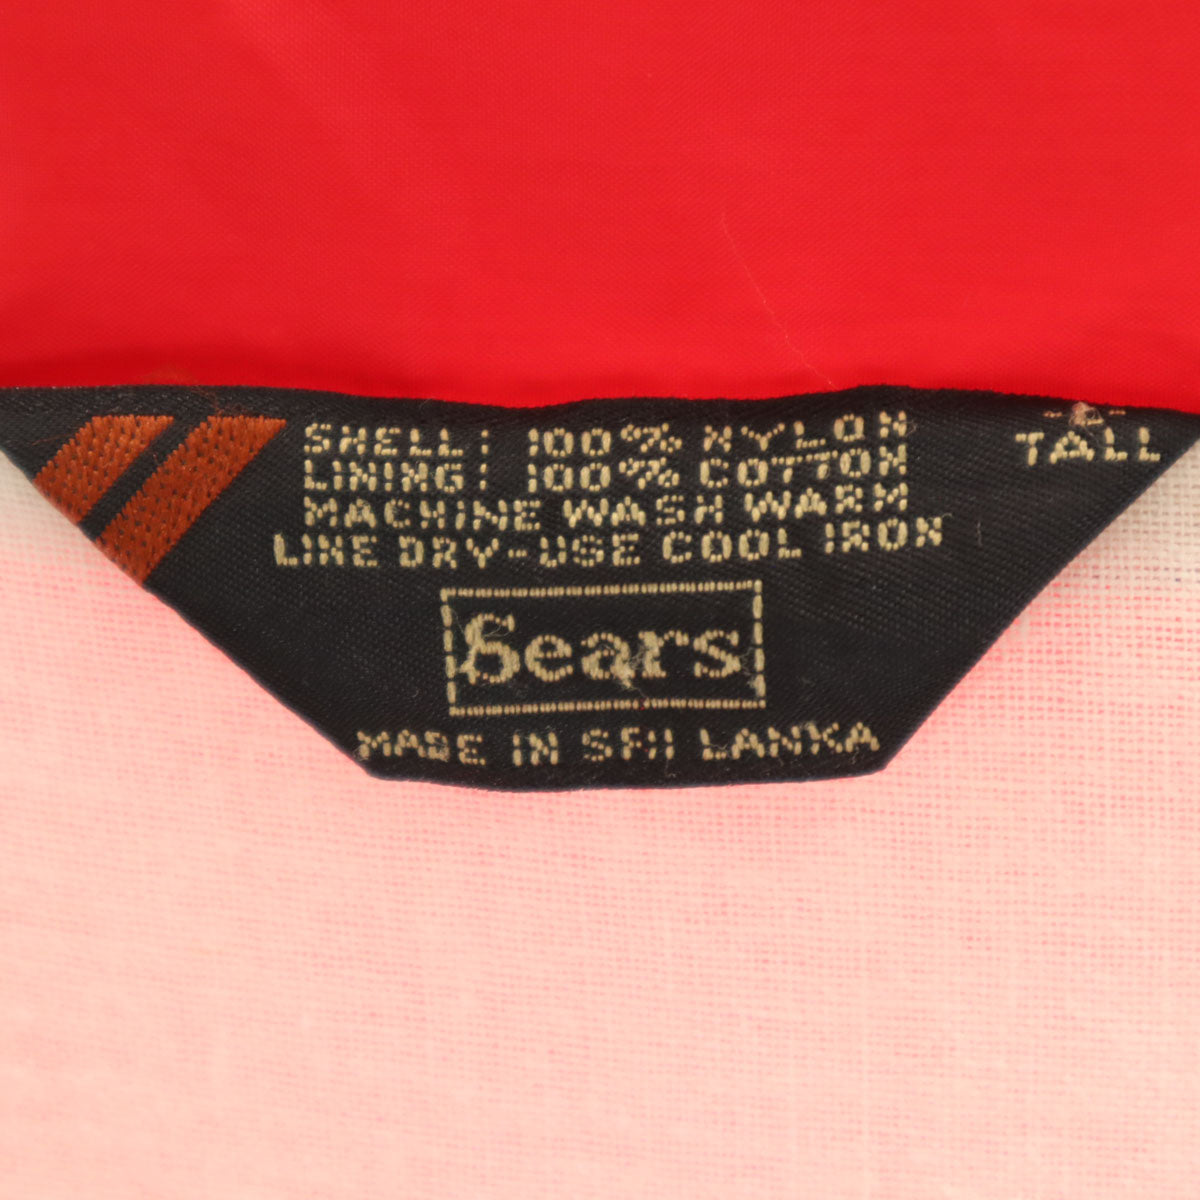 SHELL: 100% NYLON
LINING: 100% COTTON
MACHINE WASH WARM
LINE DRY-USE COOL IRON
TALL
Sears
MADE IN SRI LANKA